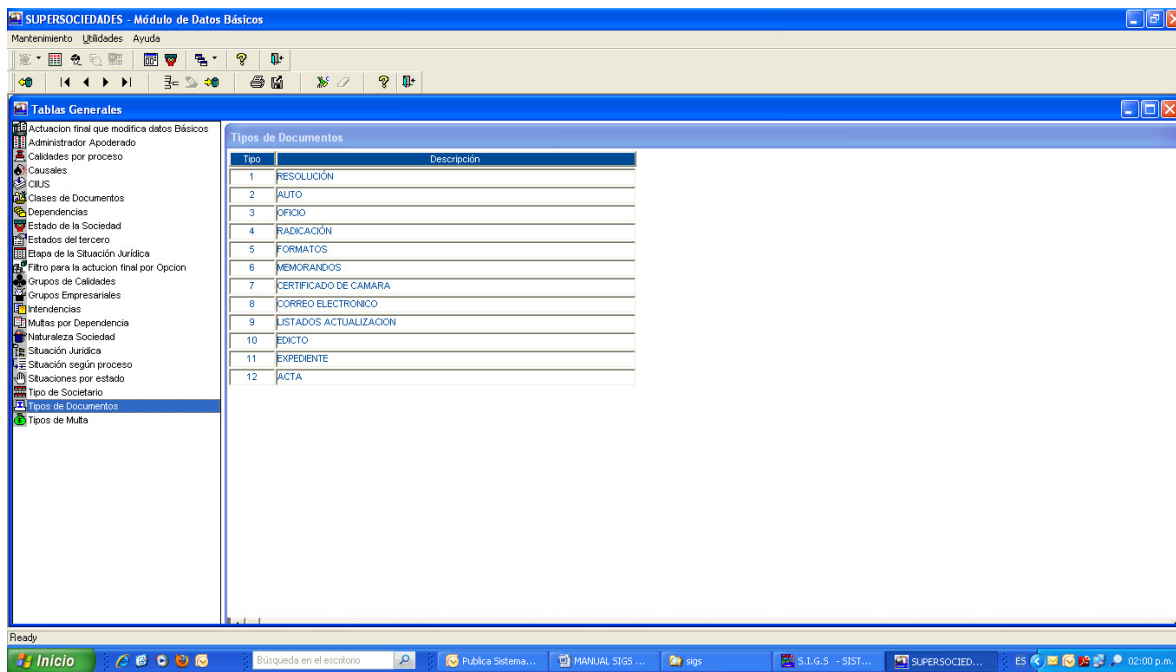 SUPERSOCIEDADES - Módulo de Datos Básicos
Mantenimiento Utilidades Ayuda
Tablas Generales
Actuacion final que modifica datos Básicos
Administrador Apoderado
Calidades por proceso
Causales
CIIUS
Clases de Documentos
Dependencias
Estado de la Sociedad
Estados del tercero
Etapa de la Situación Jurídica
Filtro para la actucion final por Opcion
Grupos de Calidades
Grupos Empresariales
Intendencias
Multas por Dependencia
Naturaleza Sociedad
Situación Juridica
Situación según proceso
Situaciones por estado
Tipo de Societario
Tipos de Documentos
Tipos de Multa
Tipos de Documentos
Tipo Descripción
1 RESOLUCIÓN
2 AUTO
3 OFICIO
4 RADICACIÓN
5 FORMATOS
6 MEMORANDOS
7 CERTIFICADO DE CAMARA
8 CORREO ELECTRONICO
9 LISTADOS ACTUALIZACION
10 EDICTO
11 EXPEDIENTE
12 ACTA
Ready
Inicio Búsqueda en el escritorio Publica Sistema... MANUAL SIGS ... sigs S.I.G.S - SIST... SUPERSOCIED... ES 02:00 p.m.